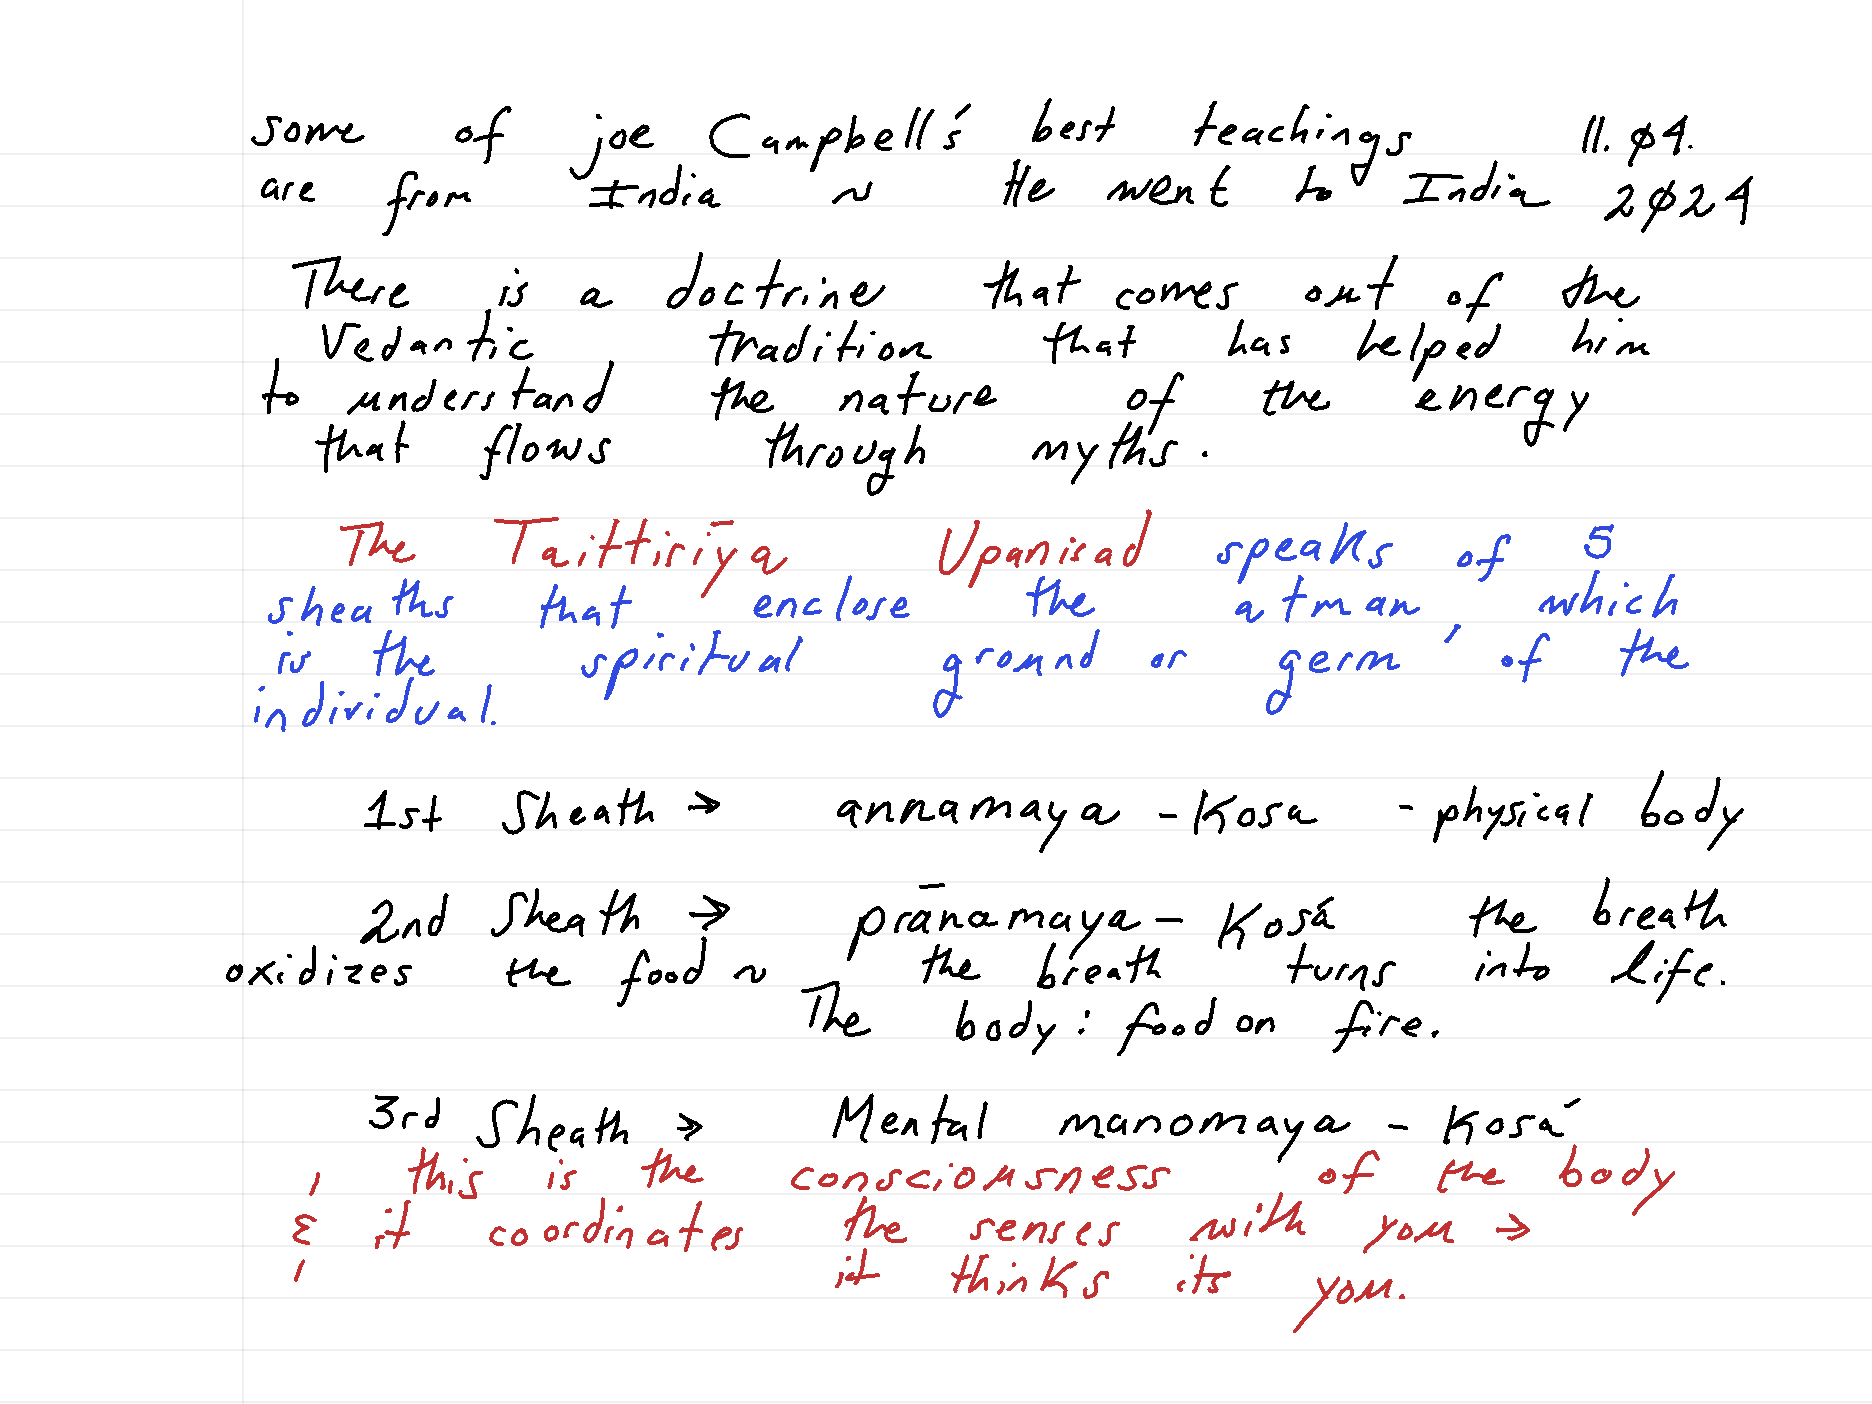 some of joe Campbell's best teachings 11. ø4.
are from India ~ He went to India 2ø24
There is a doctrine that comes out of the
Vedantic tradition that has helped him
to understand the nature of the energy
that flows through myths.
The Taittirīya Upanisad speaks of 5
sheaths that enclose the atman, which
is the spiritual ground or germ, of the
individual.
1st Sheath → annamaya - Kosa - physical body
2nd Sheath → prānamaya - Kosá the breath
oxidizes the food ~ the breath turns into life.
The body: food on fire.
3rd Sheath → Mental manomaya - Kosá
this is the consciousness of the body
& it coordinates the senses with you →
it thinks its you.